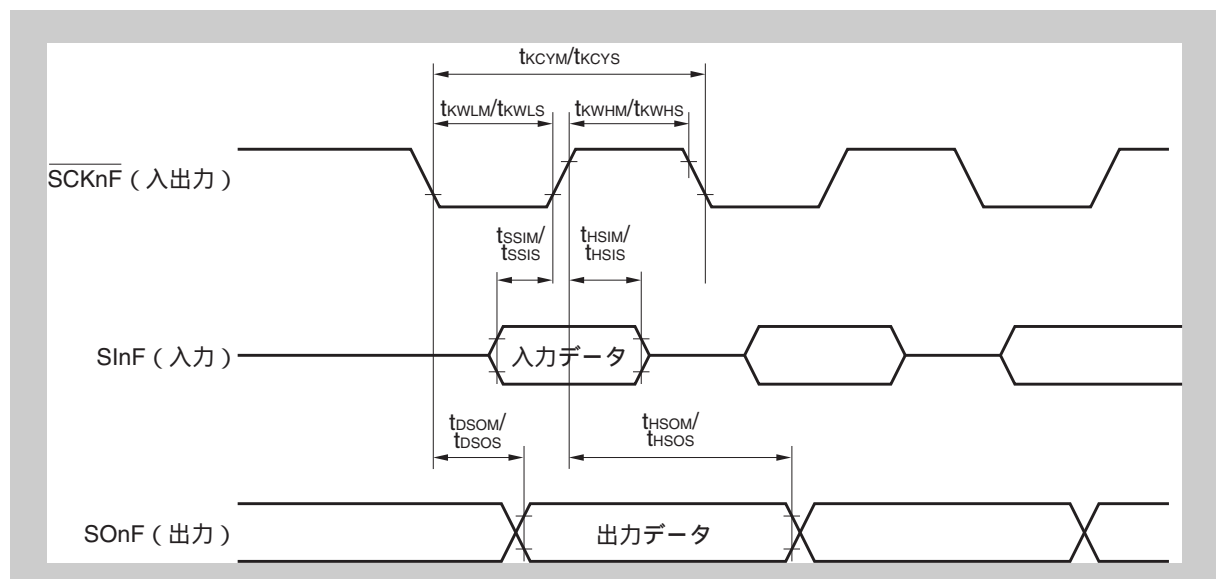 tKCYM/tKCYS
tKWLM/tKWLS
tKWHM/tKWHS
SCKnF（入出力）
tSSIM/
tSSIS
tHSIM/
tHSIS
SInF（入力）
入力データ
tDSOM/
tDSOS
tHSOM/
tHSOS
SOnF（出力）
出力データ